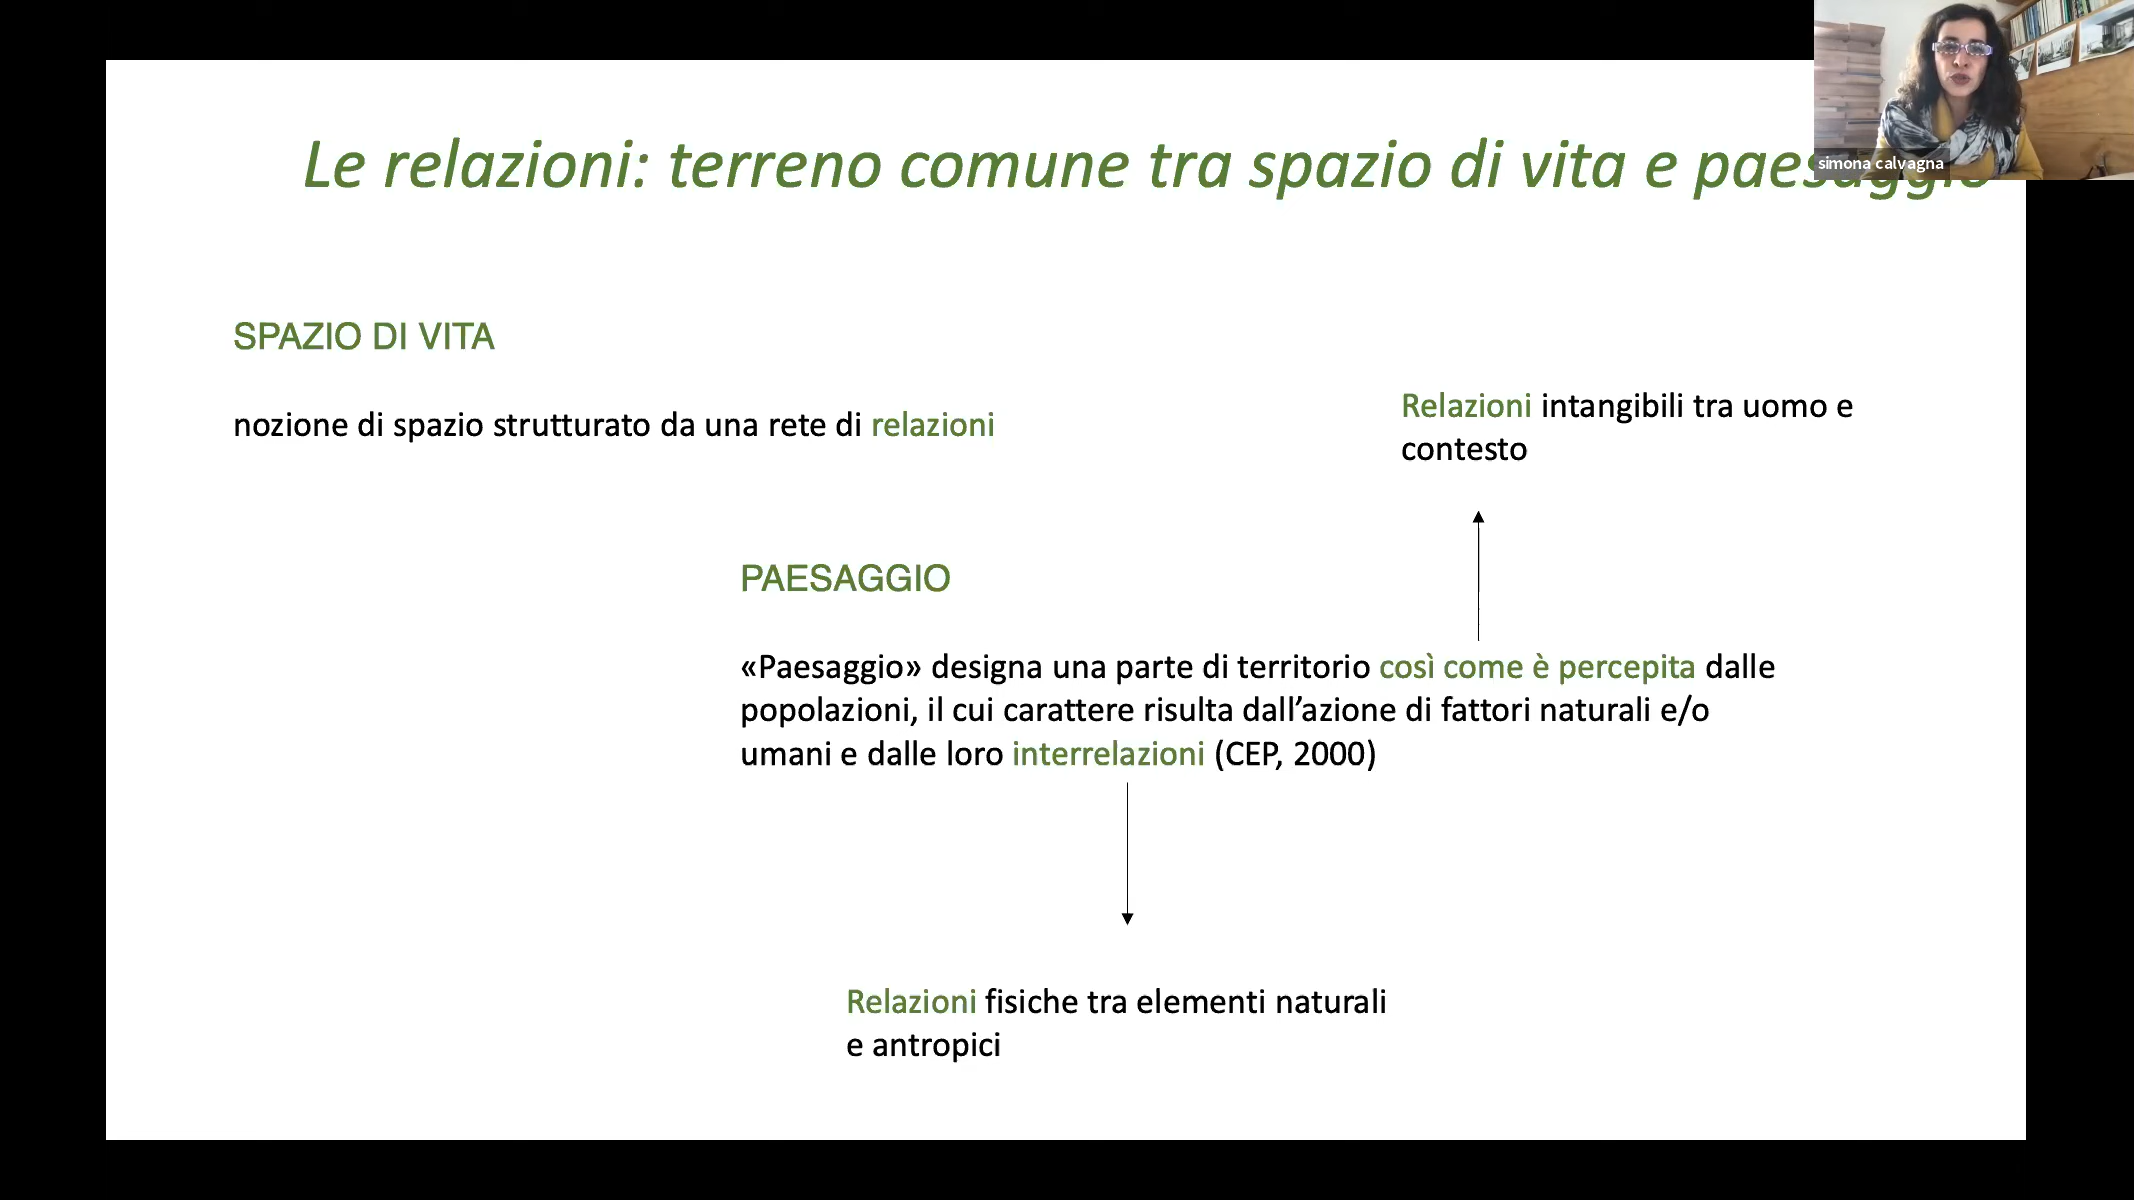 Le relazioni: terreno comune tra spazio di vita e paesaggio
simona calvagna
SPAZIO DI VITA
nozione di spazio strutturato da una rete di relazioni
Relazioni intangibili tra uomo e
contesto
PAESAGGIO
«Paesaggio» designa una parte di territorio così come è percepita dalle
popolazioni, il cui carattere risulta dall’azione di fattori naturali e/o
umani e dalle loro interrelazioni (CEP, 2000)
Relazioni fisiche tra elementi naturali
e antropici